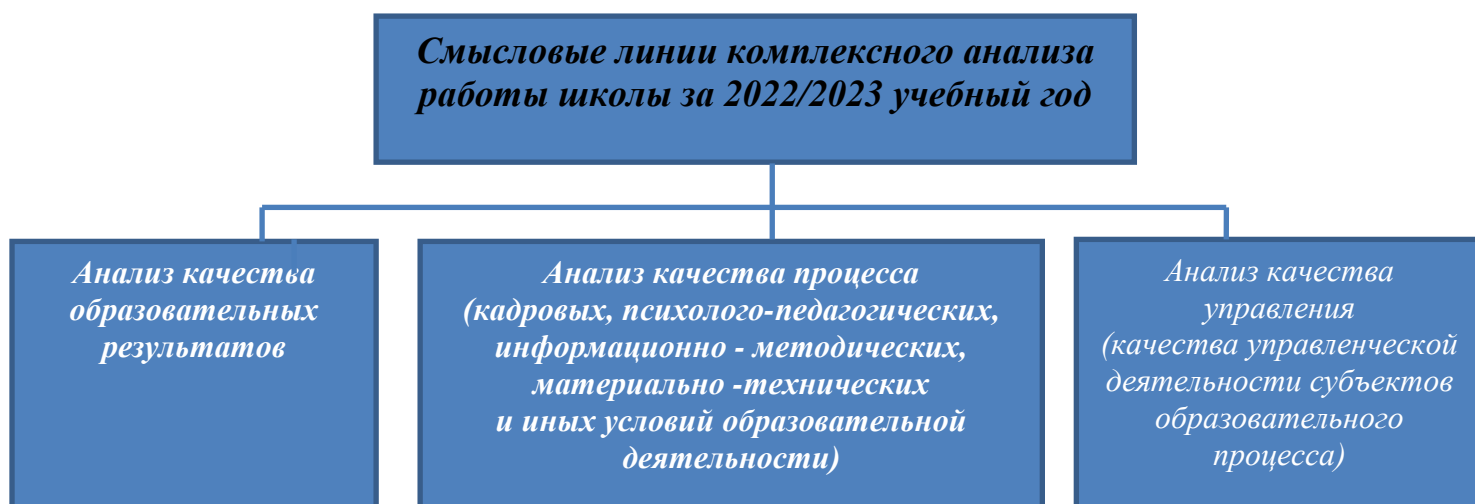 Смысловые линии комплексного анализа
работы школы за 2022/2023 учебный год
Анализ качества
образовательных
результатов
Анализ качества процесса
(кадровых, психолого-педагогических,
информационно - методических,
материально -технических
и иных условий образовательной
деятельности)
Анализ качества
управления
(качества управленческой
деятельности субъектов
образовательного
процесса)